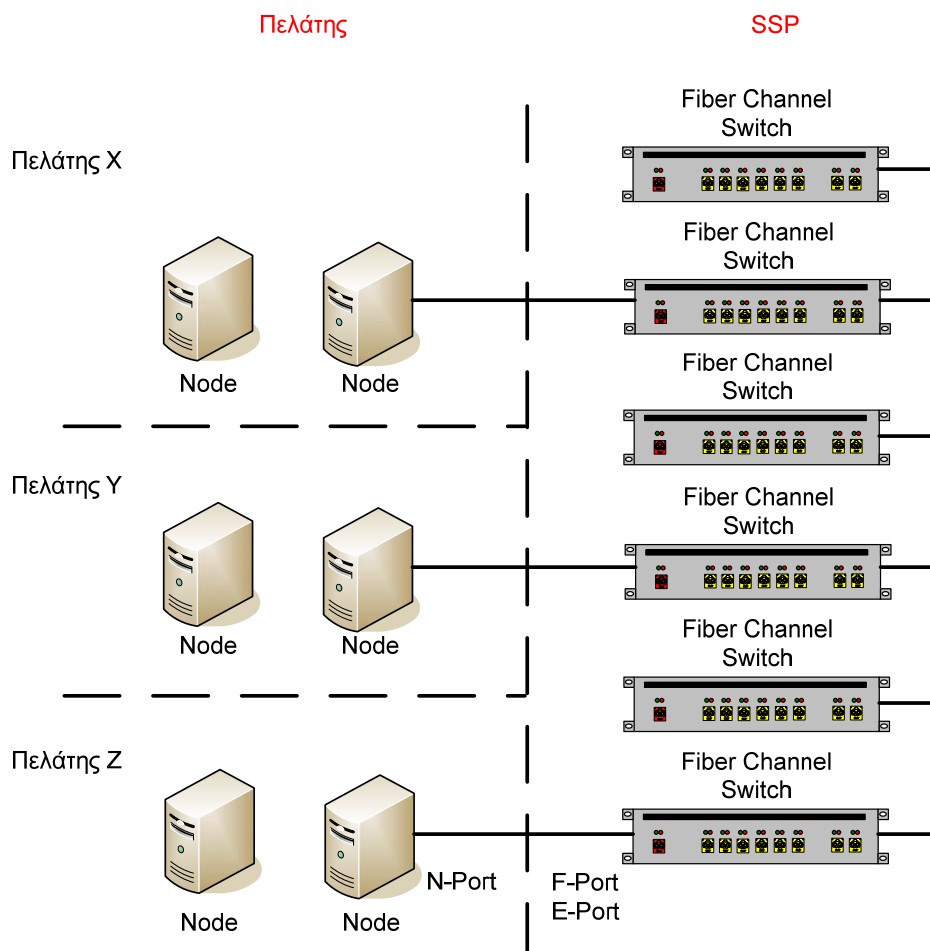 Πελάτης
SSP
Fiber Channel
Switch
Πελάτης X
Fiber Channel
Switch
Node
Node
Fiber Channel
Switch
Πελάτης Y
Fiber Channel
Switch
Node
Node
Fiber Channel
Switch
Πελάτης Z
Fiber Channel
Switch
N-Port
F-Port
E-Port
Node
Node